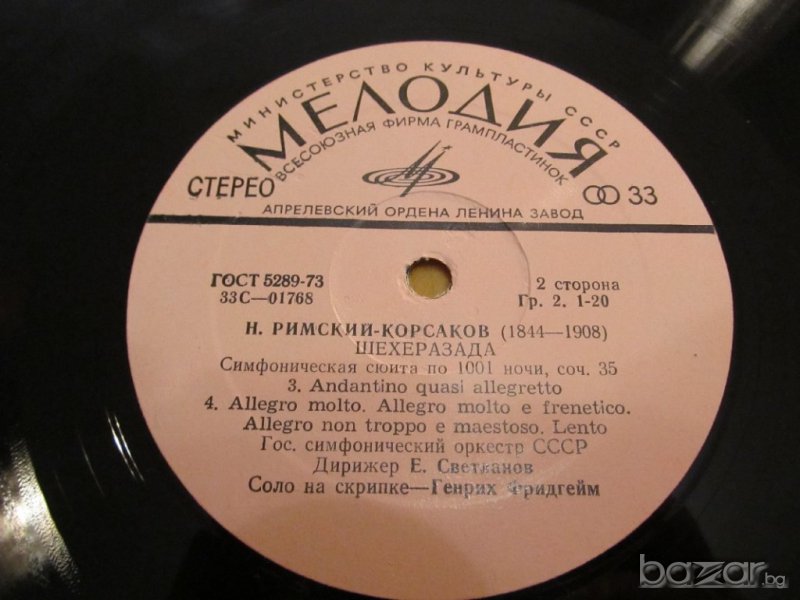 МИНИСТЕРСТВО КУЛЬТУРЫ СССР
МЕЛОДИЯ
ВСЕСОЮЗНАЯ ФИРМА ГРАМПЛАСТИНОК
СТЕРЕО
33
АПРЕЛЕВСКИЙ ОРДЕНА ЛЕНИНА ЗАВОД
ГОСТ 5289-73
33С—01768
2 сторона
Гр. 2. 1-20
Н. РИМСКИЙ-КОРСАКОВ (1844—1908)
ШЕХЕРАЗАДА
Симфоническая сюита по 1001 ночи, соч. 35
3. Andantino quasi allegretto
4. Allegro molto. Allegro molto e frenetico.
Allegro non troppo e maestoso. Lento
Гос. симфонический оркестр СССР
Дирижер Е. Светланов
Соло на скрипке—Генрих Фридгейм
bazar.bg